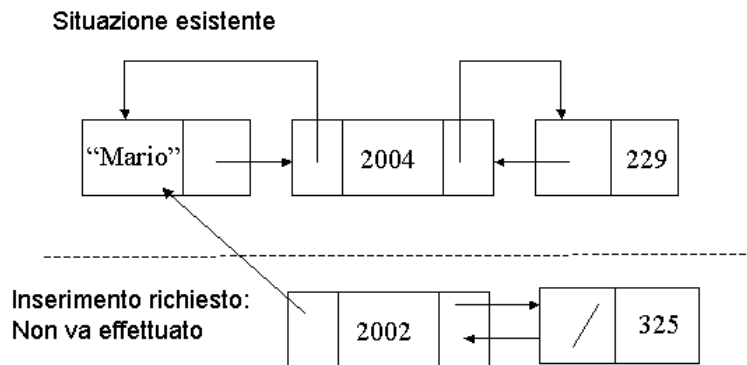 Situazione esistente
“Mario” 2004 229
Inserimento richiesto:
Non va effettuato
2002 325